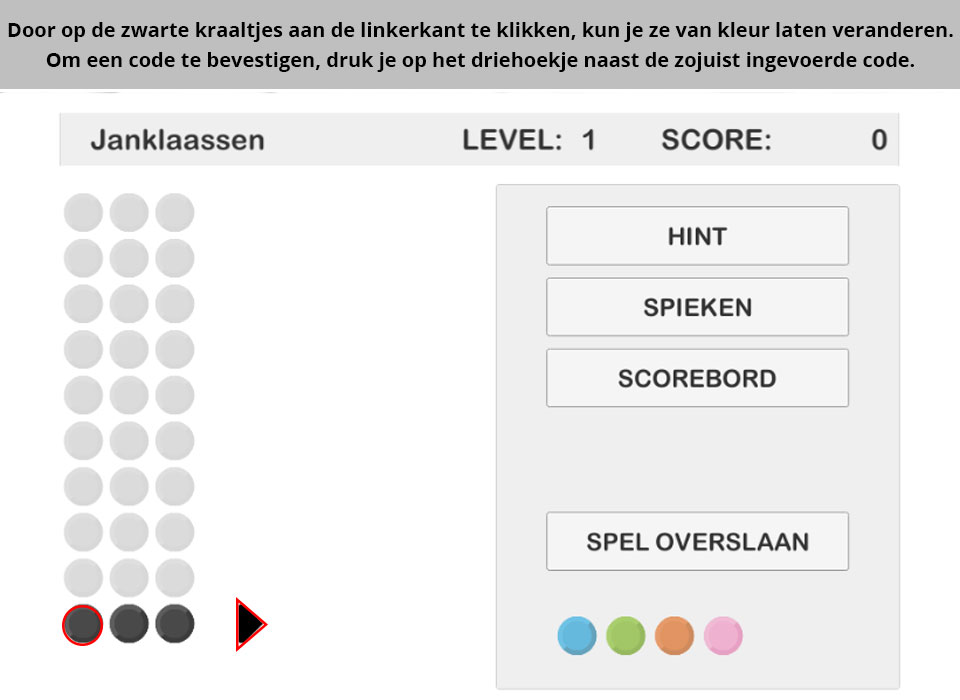 Door op de zwarte kraaltjes aan de linkerkant te klikken, kun je ze van kleur laten veranderen.
Om een code te bevestigen, druk je op het driehoekje naast de zojuist ingevoerde code.
Janklaassen LEVEL: 1 SCORE: 0
HINT
SPIEKEN
SCOREBORD
SPEL OVERSLAAN